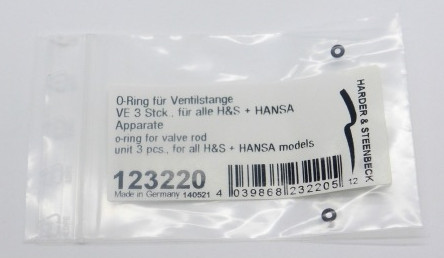 O-Ring für Ventilstange
VE 3 Stck., für alle H&S + HANSA
Apparate
o-ring for valve rod
unit 3 pcs., for all H&S + HANSA models
123220
Made in Germany 140521
4 039868 232205
12
HARDER & STEENBECK